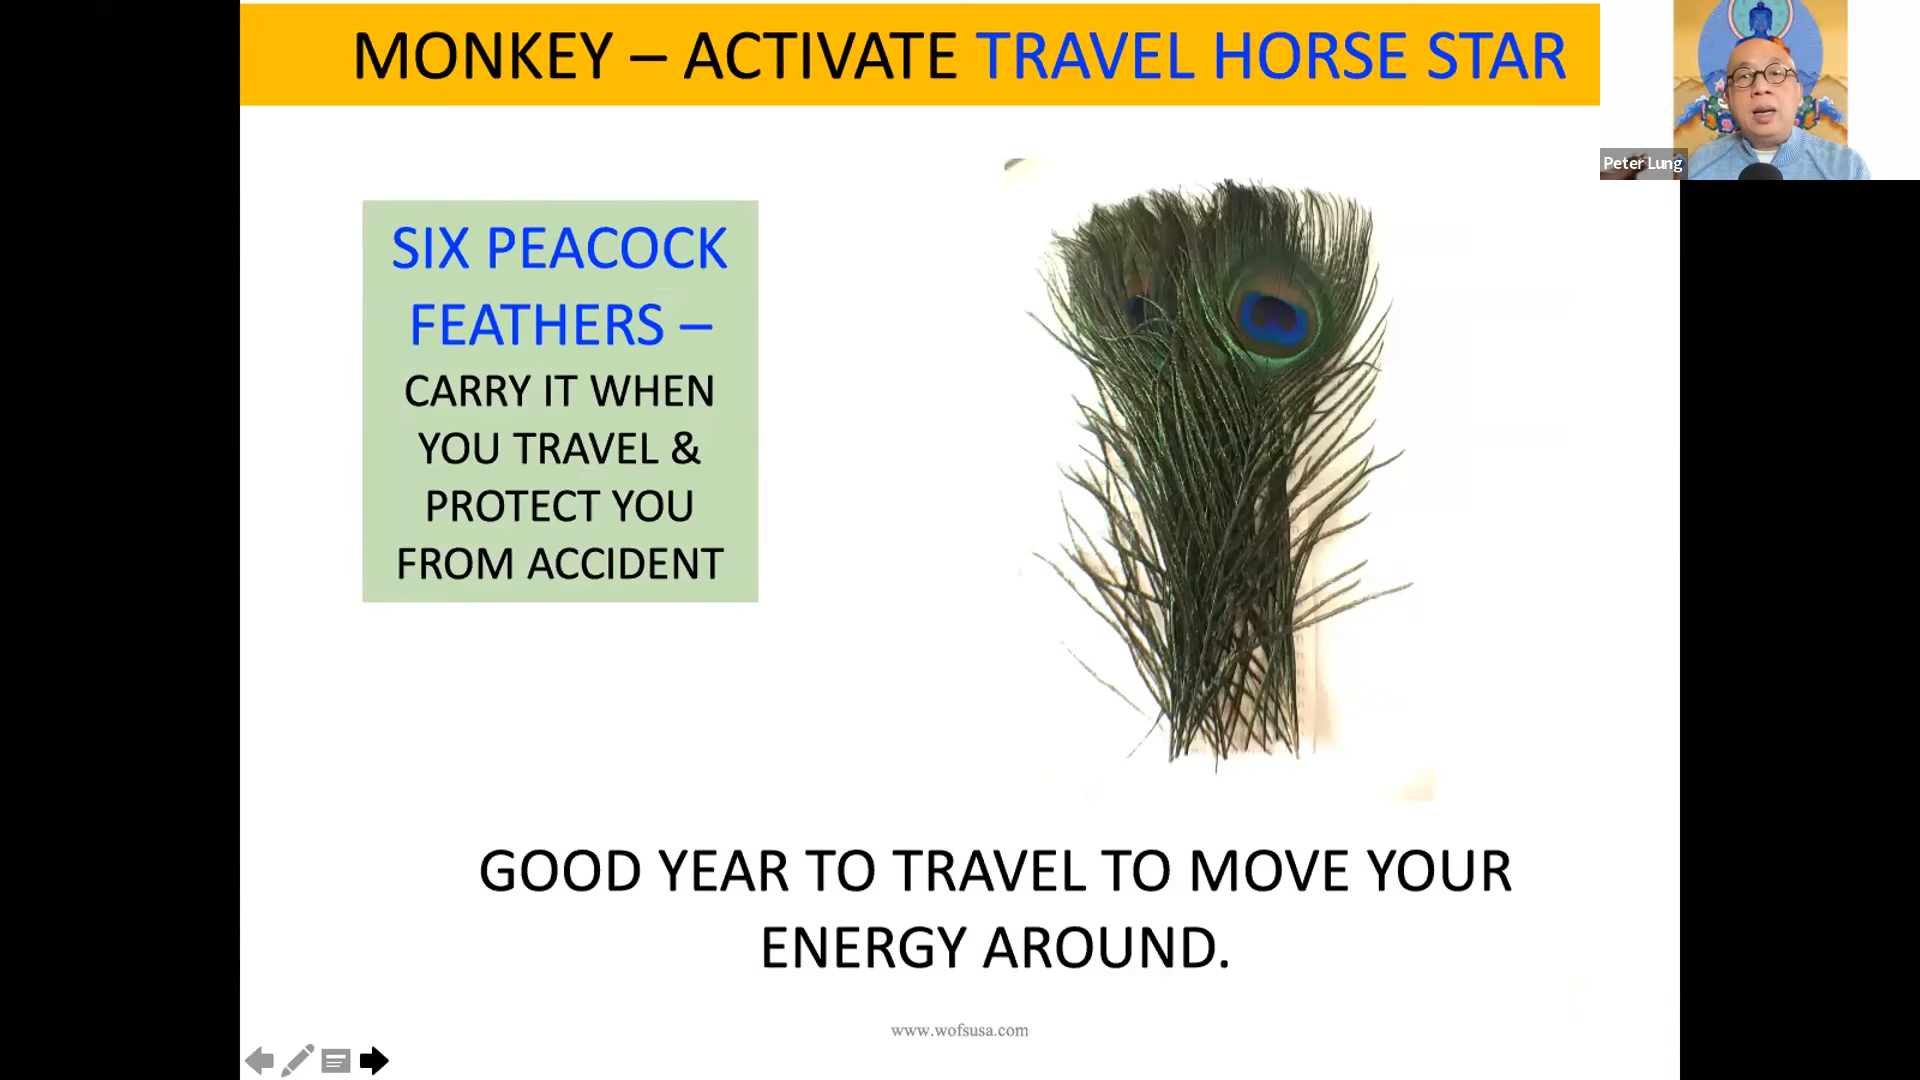 MONKEY – ACTIVATE TRAVEL HORSE STAR
Peter Lung
SIX PEACOCK
FEATHERS –
CARRY IT WHEN
YOU TRAVEL &
PROTECT YOU
FROM ACCIDENT
GOOD YEAR TO TRAVEL TO MOVE YOUR
ENERGY AROUND.
www.wofsusa.com